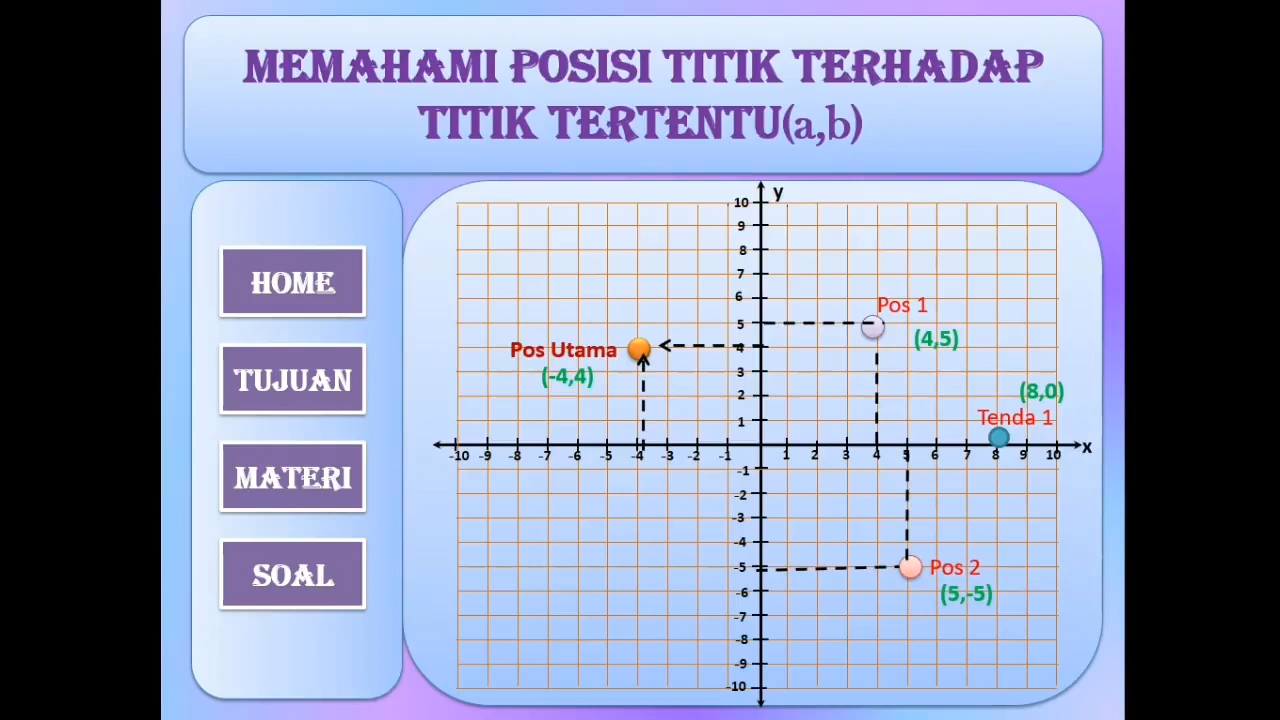 MEMAHAMI POSISI TITIK TERHADAP
TITIK TERTENTU(a,b)
HOME
TUJUAN
MATERI
SOAL
y
10
9
8
7
6
5
4
3
2
1
Pos 1
(4,5)
Pos Utama
(-4,4)
(8,0)
Tenda 1
x
-10 -9 -8 -7 -6 -5 -4 -3 -2 -1 1 2 3 4 5 6 7 8 9 10
-1
-2
-3
-4
-5
-6
-7
-8
-9
-10
Pos 2
(5,-5)